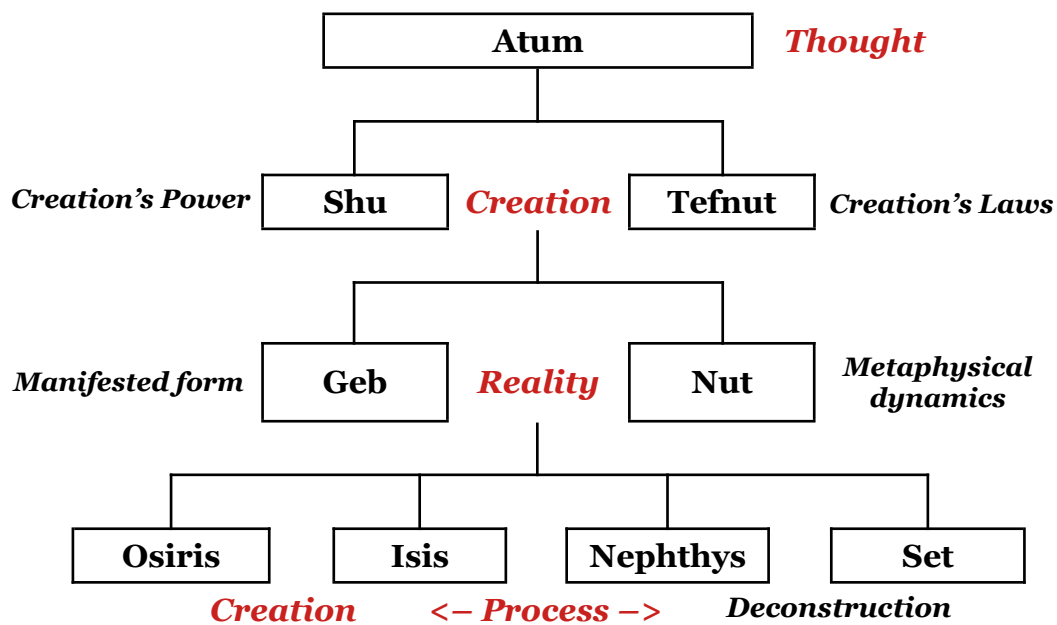 Atum Thought
Creation’s Power Shu Creation Tefnut Creation’s Laws
Manifested form Geb Reality Nut Metaphysical
dynamics
Osiris Isis Nephthys Set
Creation <– Process –> Deconstruction